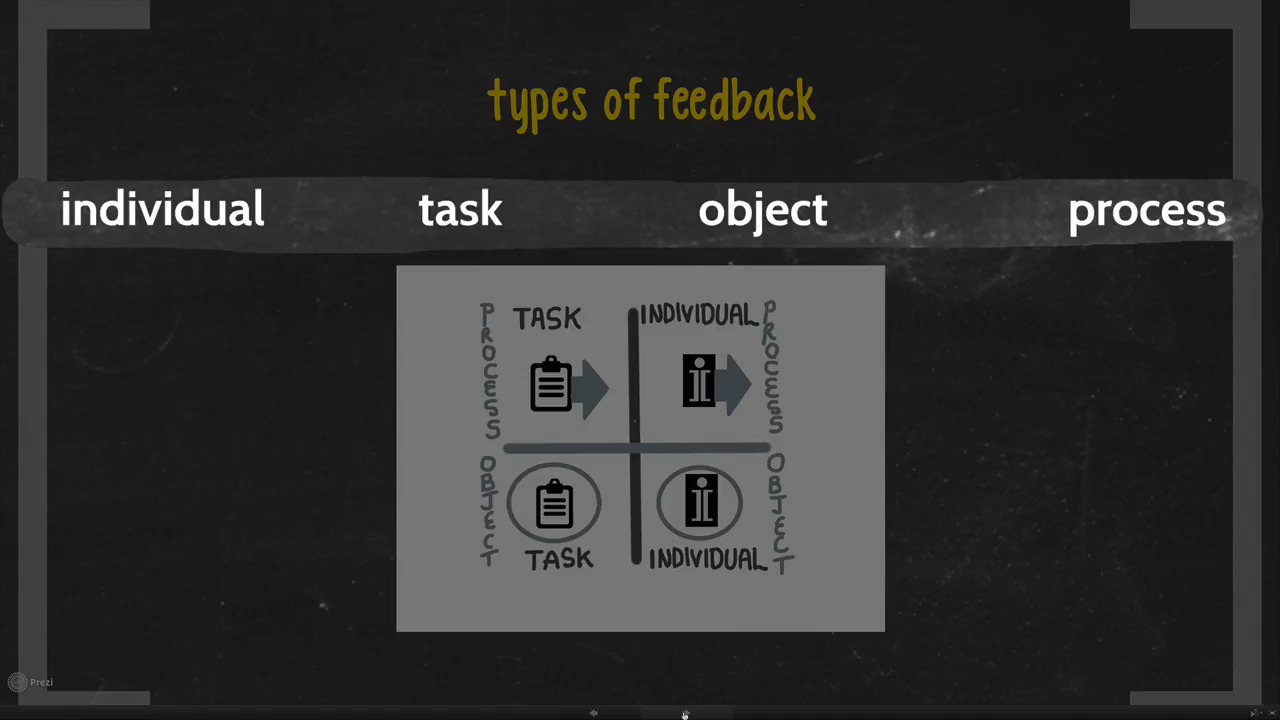 types of feedback
individual task object process
PROCESS TASK INDIVIDUAL PROCESS
OBJECT TASK INDIVIDUAL OBJECT
Prezi